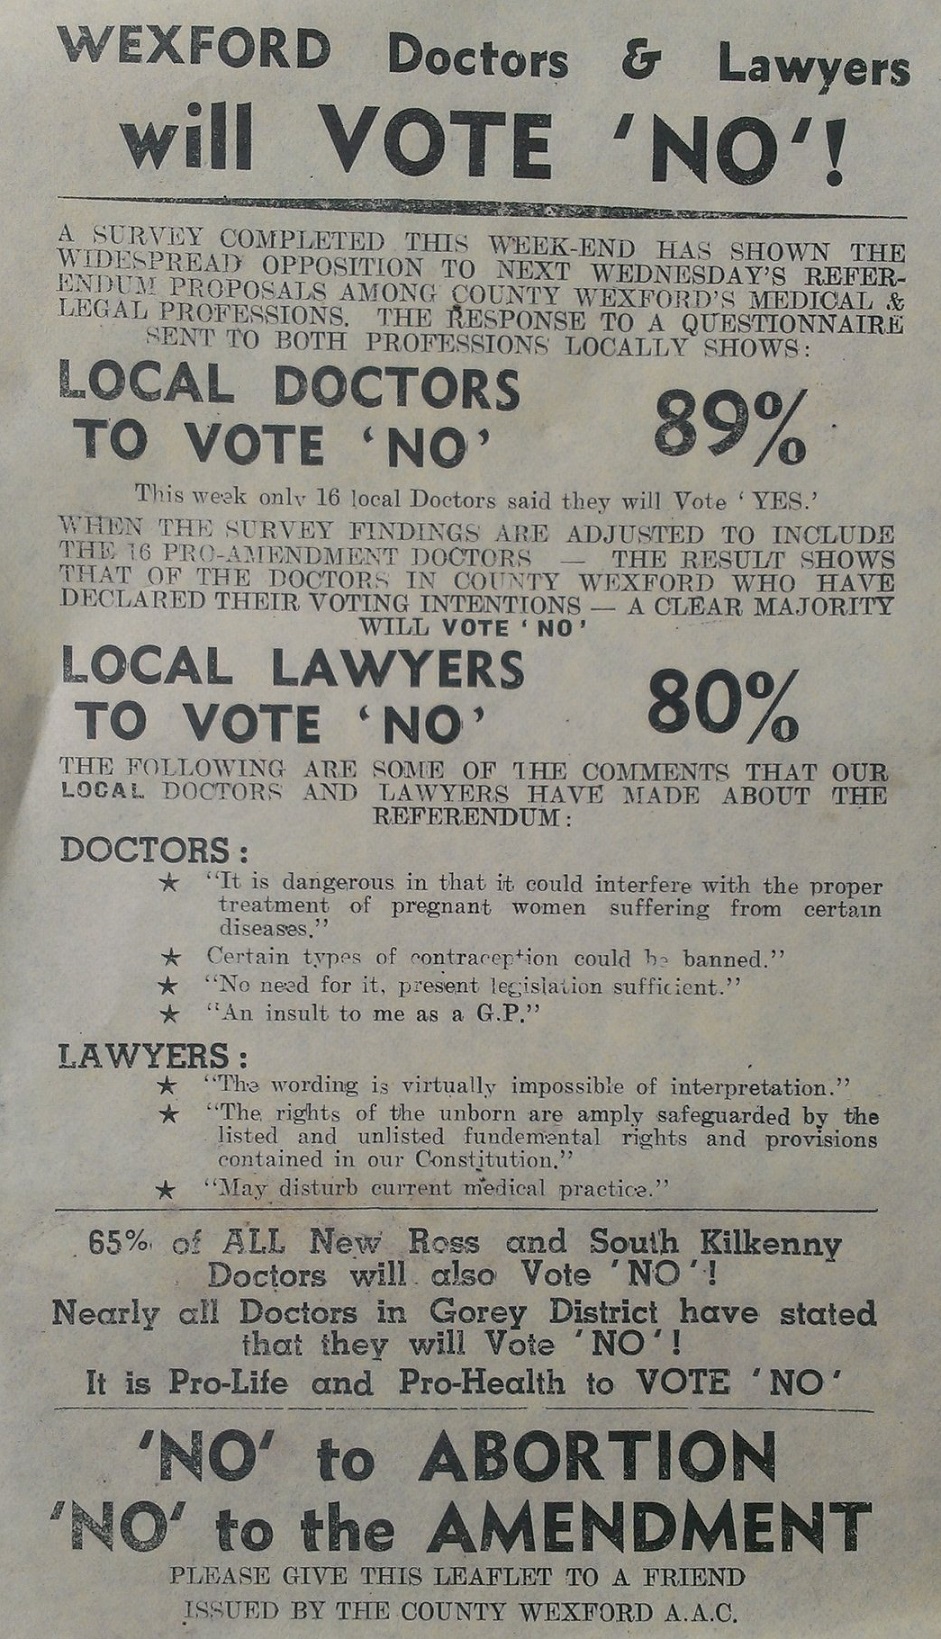 WEXFORD Doctors & Lawyers
will VOTE 'NO'!
A SURVEY COMPLETED THIS WEEK-END HAS SHOWN THE
WIDESPREAD OPPOSITION TO NEXT WEDNESDAY'S REFER-
ENDUM PROPOSALS AMONG COUNTY WEXFORD'S MEDICAL &
LEGAL PROFESSIONS. THE RESPONSE TO A QUESTIONNAIRE
SENT TO BOTH PROFESSIONS LOCALLY SHOWS:
LOCAL DOCTORS
TO VOTE 'NO' 89%
This week only 16 local Doctors said they will Vote 'YES.'
WHEN THE SURVEY FINDINGS ARE ADJUSTED TO INCLUDE
THE 16 PRO-AMENDMENT DOCTORS — THE RESULT SHOWS
THAT OF THE DOCTORS IN COUNTY WEXFORD WHO HAVE
DECLARED THEIR VOTING INTENTIONS — A CLEAR MAJORITY
WILL VOTE 'NO'
LOCAL LAWYERS
TO VOTE 'NO' 80%
THE FOLLOWING ARE SOME OF THE COMMENTS THAT OUR
LOCAL DOCTORS AND LAWYERS HAVE MADE ABOUT THE
REFERENDUM:
DOCTORS:
★ "It is dangerous in that it could interfere with the proper
treatment of pregnant women suffering from certain
diseases."
★ Certain types of contraception could be banned."
★ "No need for it, present legislation sufficient."
★ "An insult to me as a G.P."
LAWYERS:
★ "The wording is virtually impossible of interpretation."
★ "The rights of the unborn are amply safeguarded by the
listed and unlisted fundemental rights and provisions
contained in our Constitution."
★ "May disturb current medical practice."
65% of ALL New Ross and South Kilkenny
Doctors will also Vote 'NO'!
Nearly all Doctors in Gorey District have stated
that they will Vote 'NO'!
It is Pro-Life and Pro-Health to VOTE 'NO'
'NO' to ABORTION
'NO' to the AMENDMENT
PLEASE GIVE THIS LEAFLET TO A FRIEND
ISSUED BY THE COUNTY WEXFORD A.A.C.